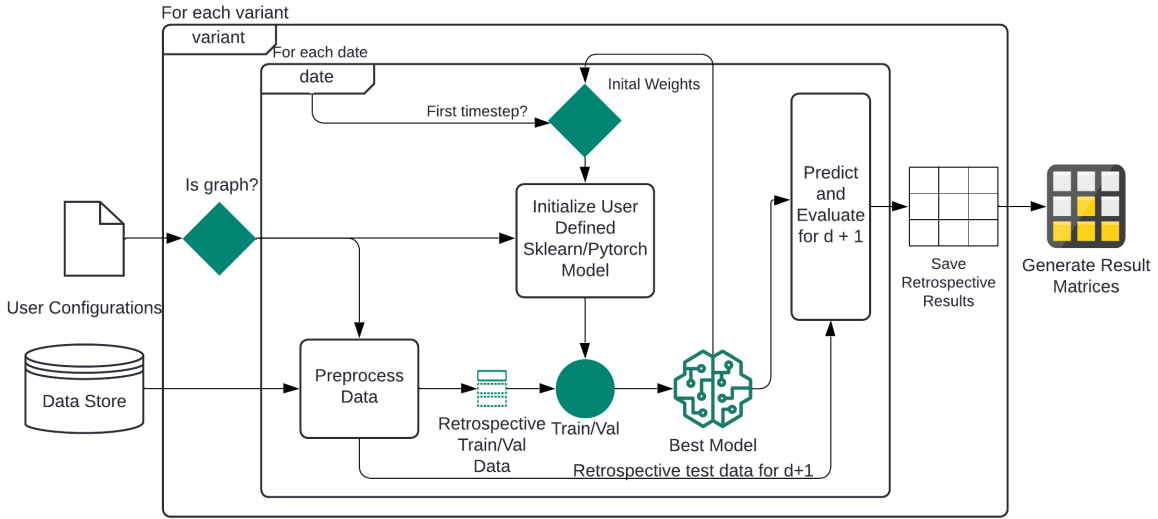 For each variant
variant
For each date
date
Inital Weights
First timestep?
Is graph?
Initialize User
Defined
Sklearn/Pytorch
Model
Predict
and
Evaluate
for d + 1
User Configurations
Save
Retrospective
Results
Generate Result
Matrices
Data Store
Preprocess
Data
Retrospective
Train/Val
Data
Train/Val
Best Model
Retrospective test data for d+1